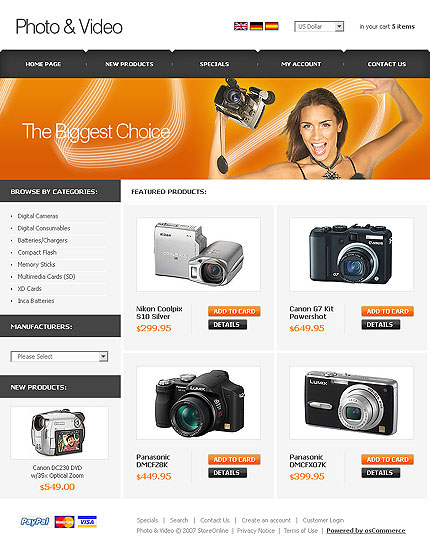 Photo & Video
US Dollar
in your cart 5 items
HOME PAGE
NEW PRODUCTS
SPECIALS
MY ACCOUNT
CONTACT US
The Biggest Choice
BROWSE BY CATEGORIES:
Digital Cameras
Digital Consumables
Batteries/Chargers
Compact Flash
Memory Sticks
Multimedia Cards (SD)
XD Cards
Inca Batteries
MANUFACTURERS:
Please Select
NEW PRODUCTS:
Canon DC230 DVD
w/35x Optical Zoom
$549.00
FEATURED PRODUCTS:
Nikon Coolpix
S10 Silver
$299.95
ADD TO CARD
DETAILS
Canon
G7
Canon G7 Kit
Powershot
$649.95
ADD TO CARD
DETAILS
LUMIX
Panasonic
DMCFZ8K
$449.95
ADD TO CARD
DETAILS
LUMIX
Panasonic
DMCFX07K
$399.95
ADD TO CARD
DETAILS
PayPal VISA
Specials | Search | Contact Us | Create an account | Customer Login
Photo & Video © 2007 StoreOnline | Privacy Notice | Terms of Use | Powered by osCommerce